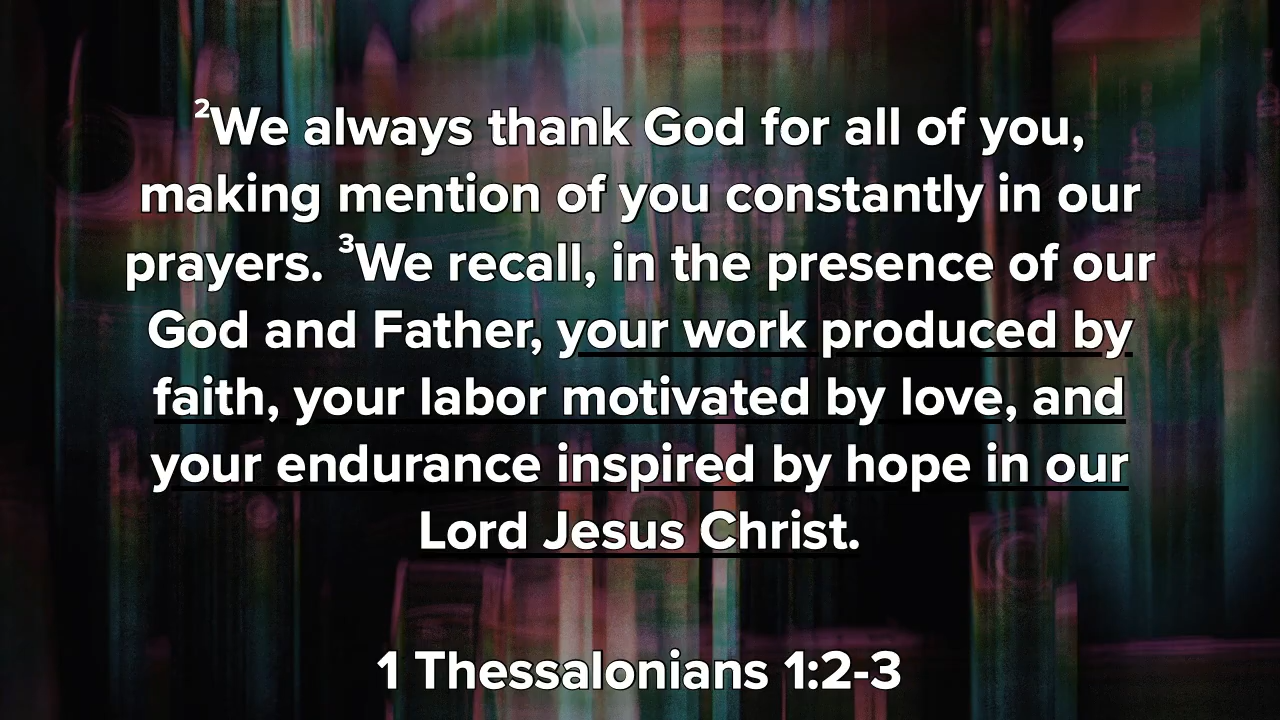 ²We always thank God for all of you,
making mention of you constantly in our
prayers. ³We recall, in the presence of our
God and Father, your work produced by
faith, your labor motivated by love, and
your endurance inspired by hope in our
Lord Jesus Christ.
1 Thessalonians 1:2-3